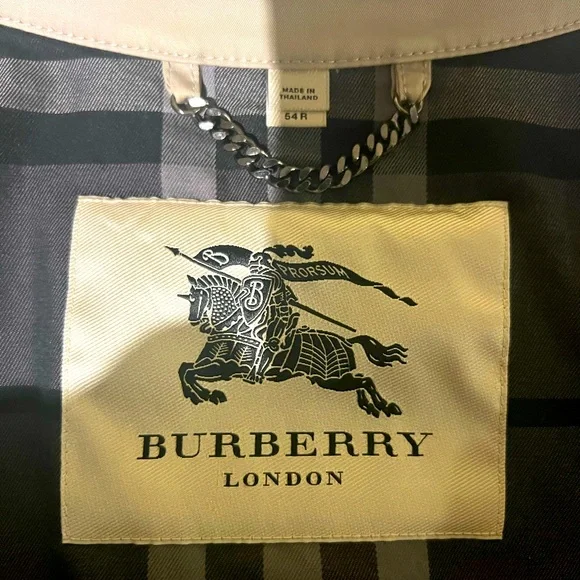 MADE IN
THAILAND
54 R
B PRORSUM
B
BURBERRY
LONDON